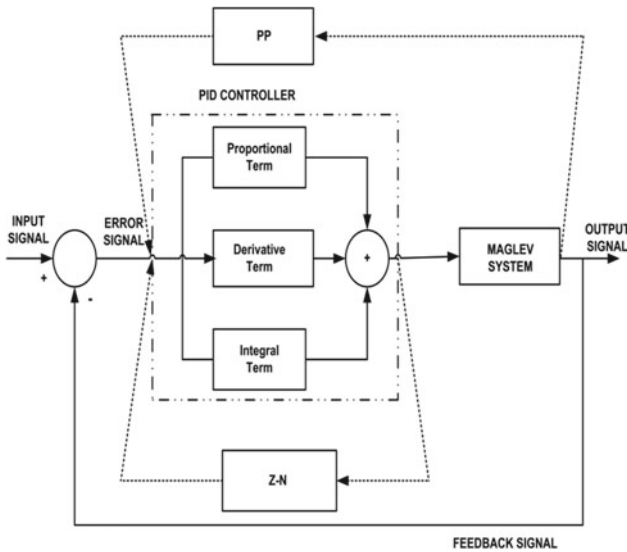 PP
PID CONTROLLER
Proportional
Term
INPUT
SIGNAL
ERROR
SIGNAL
Derivative
Term
+
MAGLEV
SYSTEM
OUTPUT
SIGNAL
+
-
Integral
Term
Z-N
FEEDBACK SIGNAL